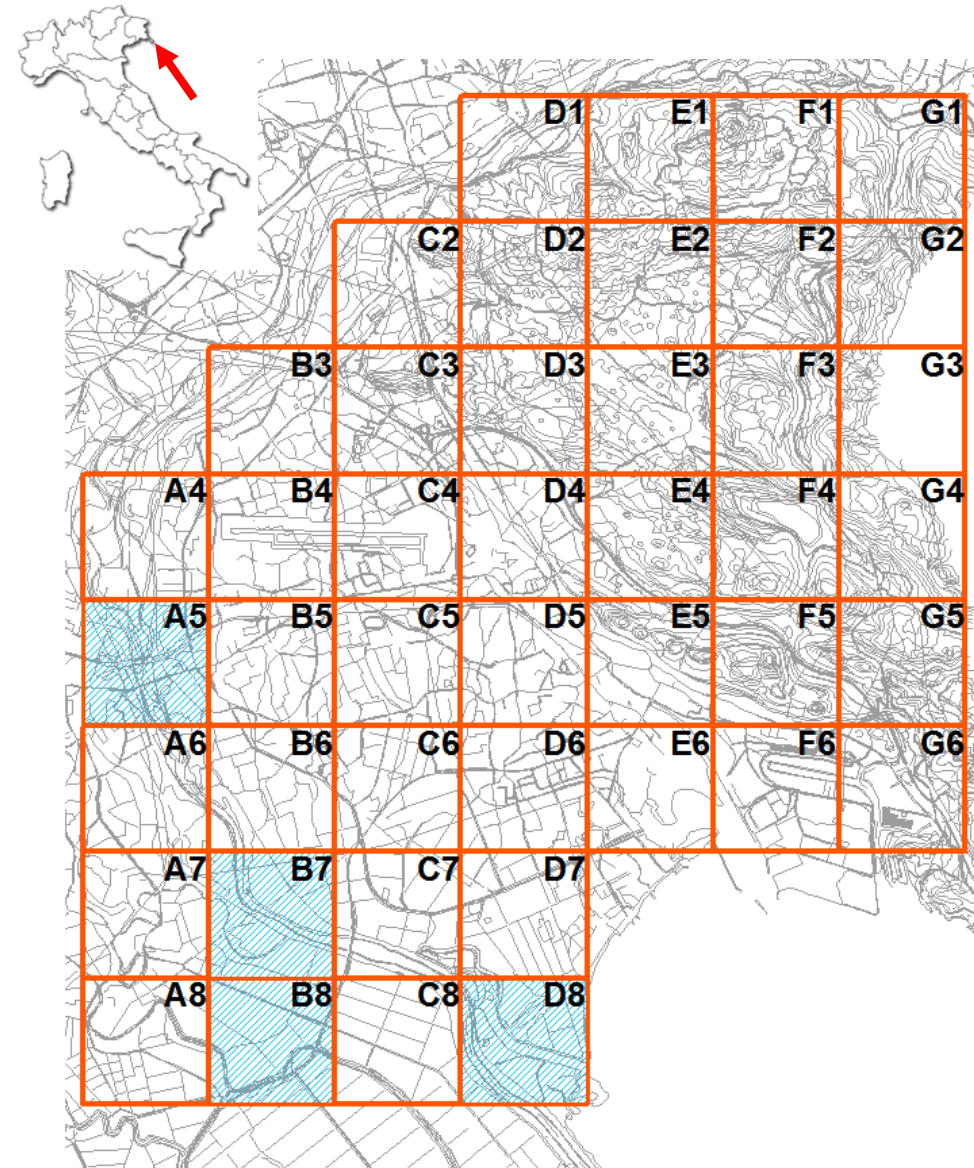 D1 E1 F1 G1
C2 D2 E2 F2 G2
B3 C3 D3 E3 F3 G3
A4 B4 C4 D4 E4 F4 G4
A5 B5 C5 D5 E5 F5 G5
A6 B6 C6 D6 E6 F6 G6
A7 B7 C7 D7
A8 B8 C8 D8